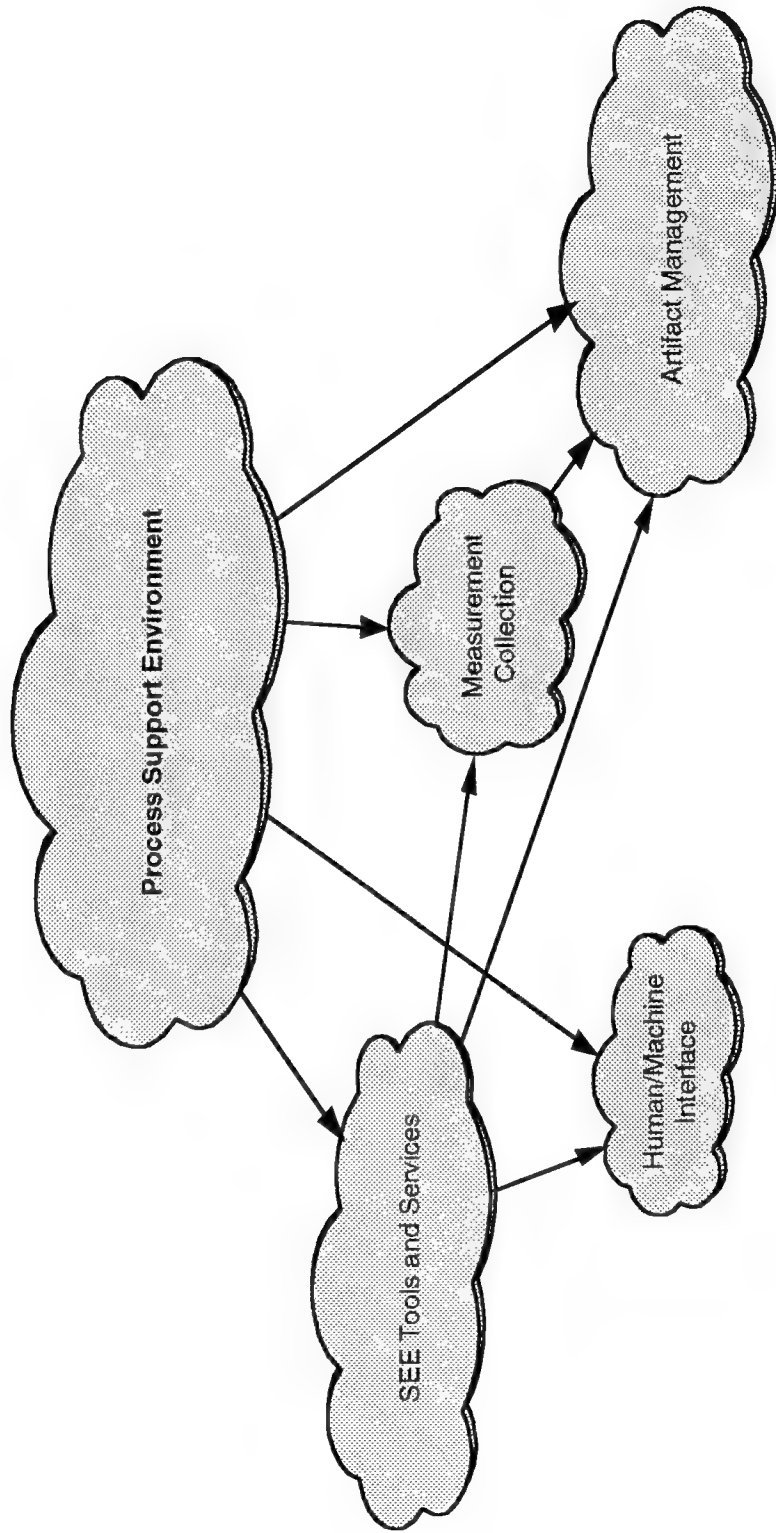 Process Support Environment
SEE Tools and Services
Measurement
Collection
Human/Machine
Interface
Artifact Management